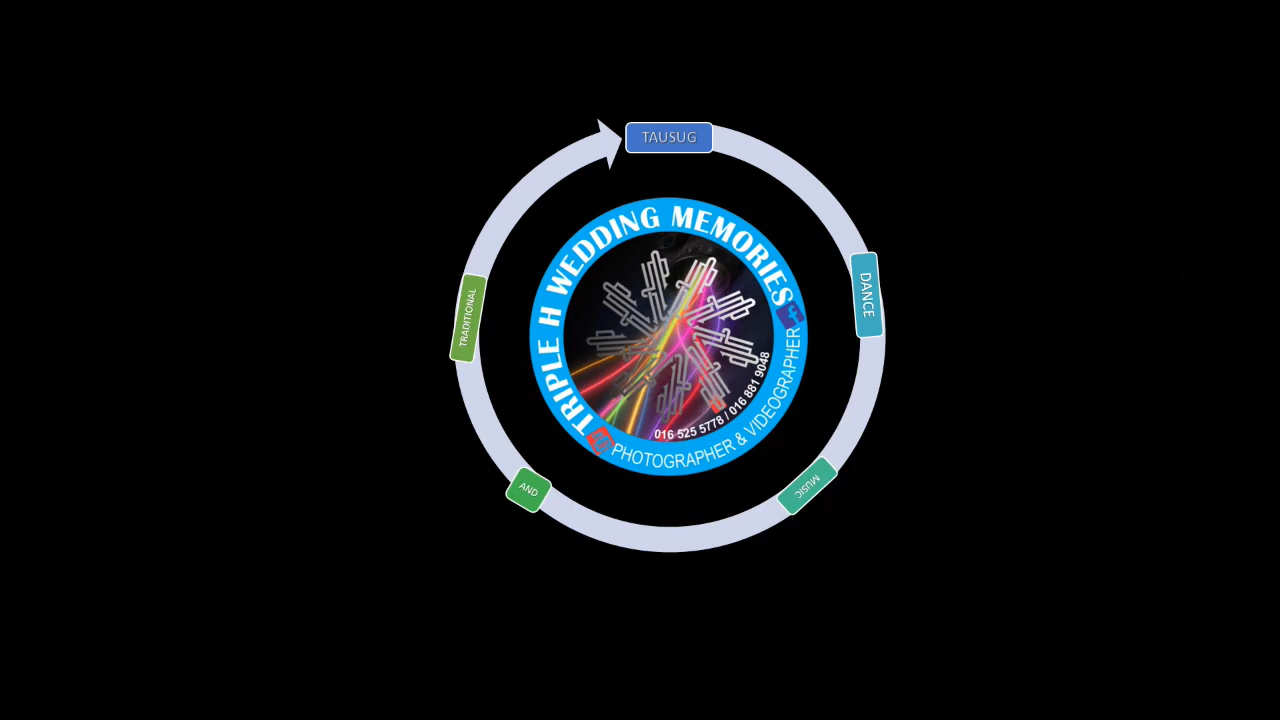 TAUSUG
DANCE
MUSIC
AND
TRADITIONAL
TRIPLE H WEDDING MEMORIES
PHOTOGRAPHER & VIDEOGRAPHER
016 525 5778 / 016 881 9048